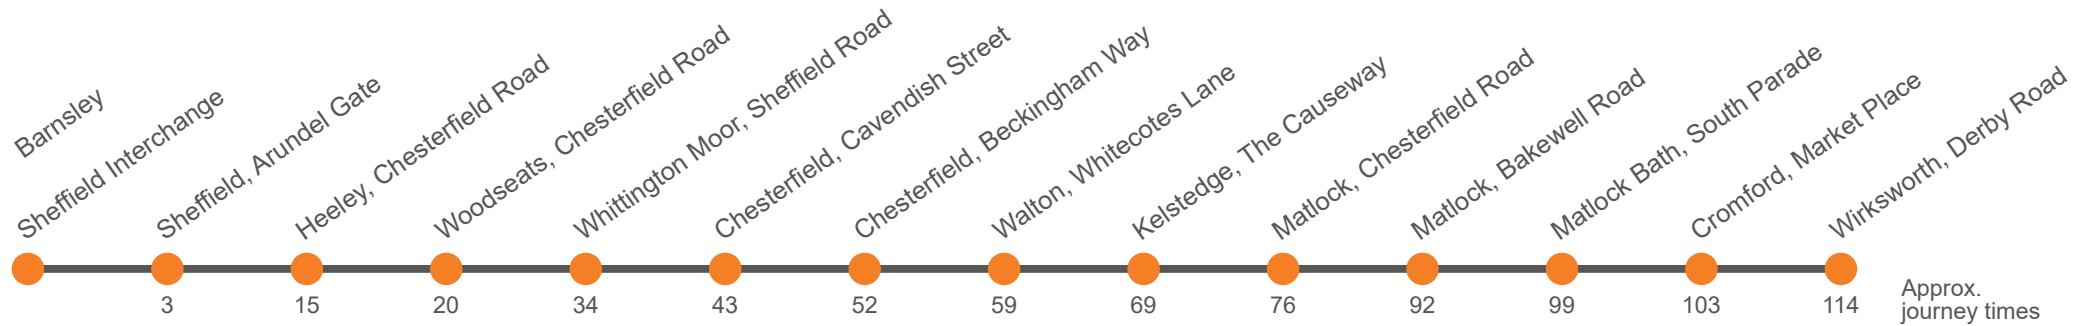 Barnsley
Sheffield Interchange
Sheffield, Arundel Gate
Heeley, Chesterfield Road
Woodseats, Chesterfield Road
Whittington Moor, Sheffield Road
Chesterfield, Cavendish Street
Chesterfield, Beckingham Way
Walton, Whitecotes Lane
Kelstedge, The Causeway
Matlock, Chesterfield Road
Matlock, Bakewell Road
Matlock Bath, South Parade
Cromford, Market Place
Wirksworth, Derby Road
3 15 20 34 43 52 59 69 76 92 99 103 114
Approx.
journey times